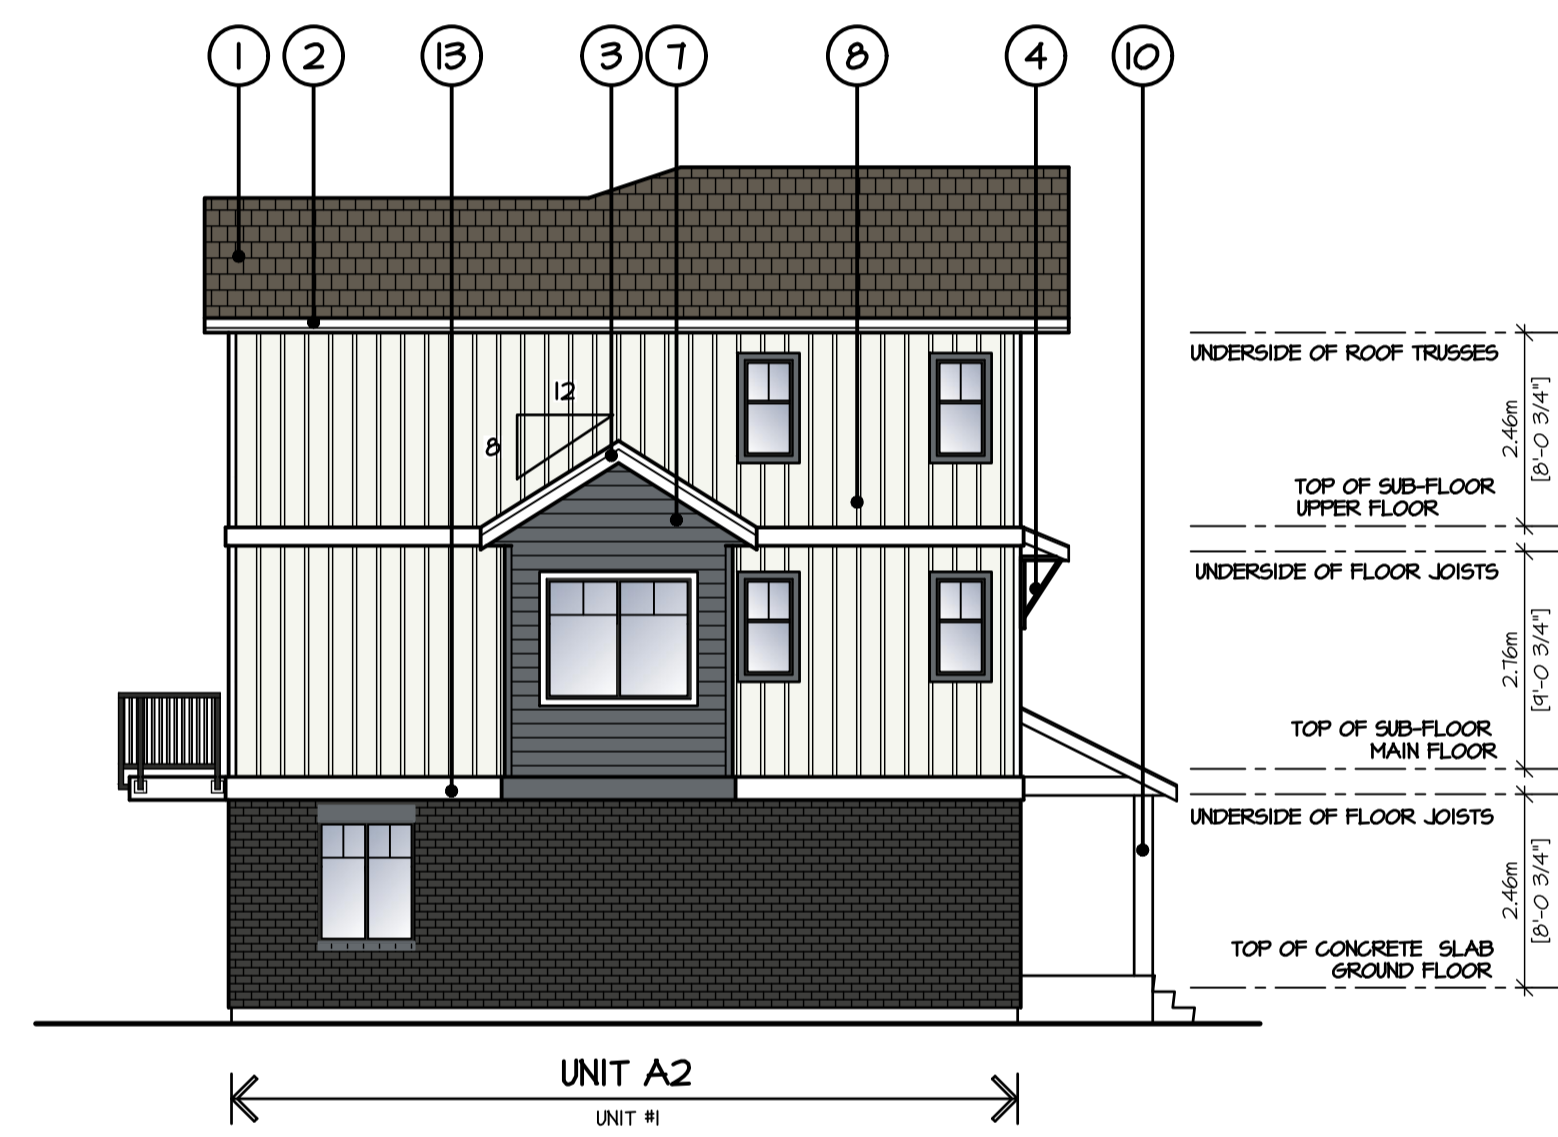 1 2 13 3 7 8 4 10
UNDERSIDE OF ROOF TRUSSES
12
8
2.46m
[8'-0 3/4"]
TOP OF SUB-FLOOR
UPPER FLOOR
UNDERSIDE OF FLOOR JOISTS
2.76m
[9'-0 3/4"]
TOP OF SUB-FLOOR
MAIN FLOOR
UNDERSIDE OF FLOOR JOISTS
2.46m
[8'-0 3/4"]
TOP OF CONCRETE SLAB
GROUND FLOOR
UNIT A2
UNIT #1